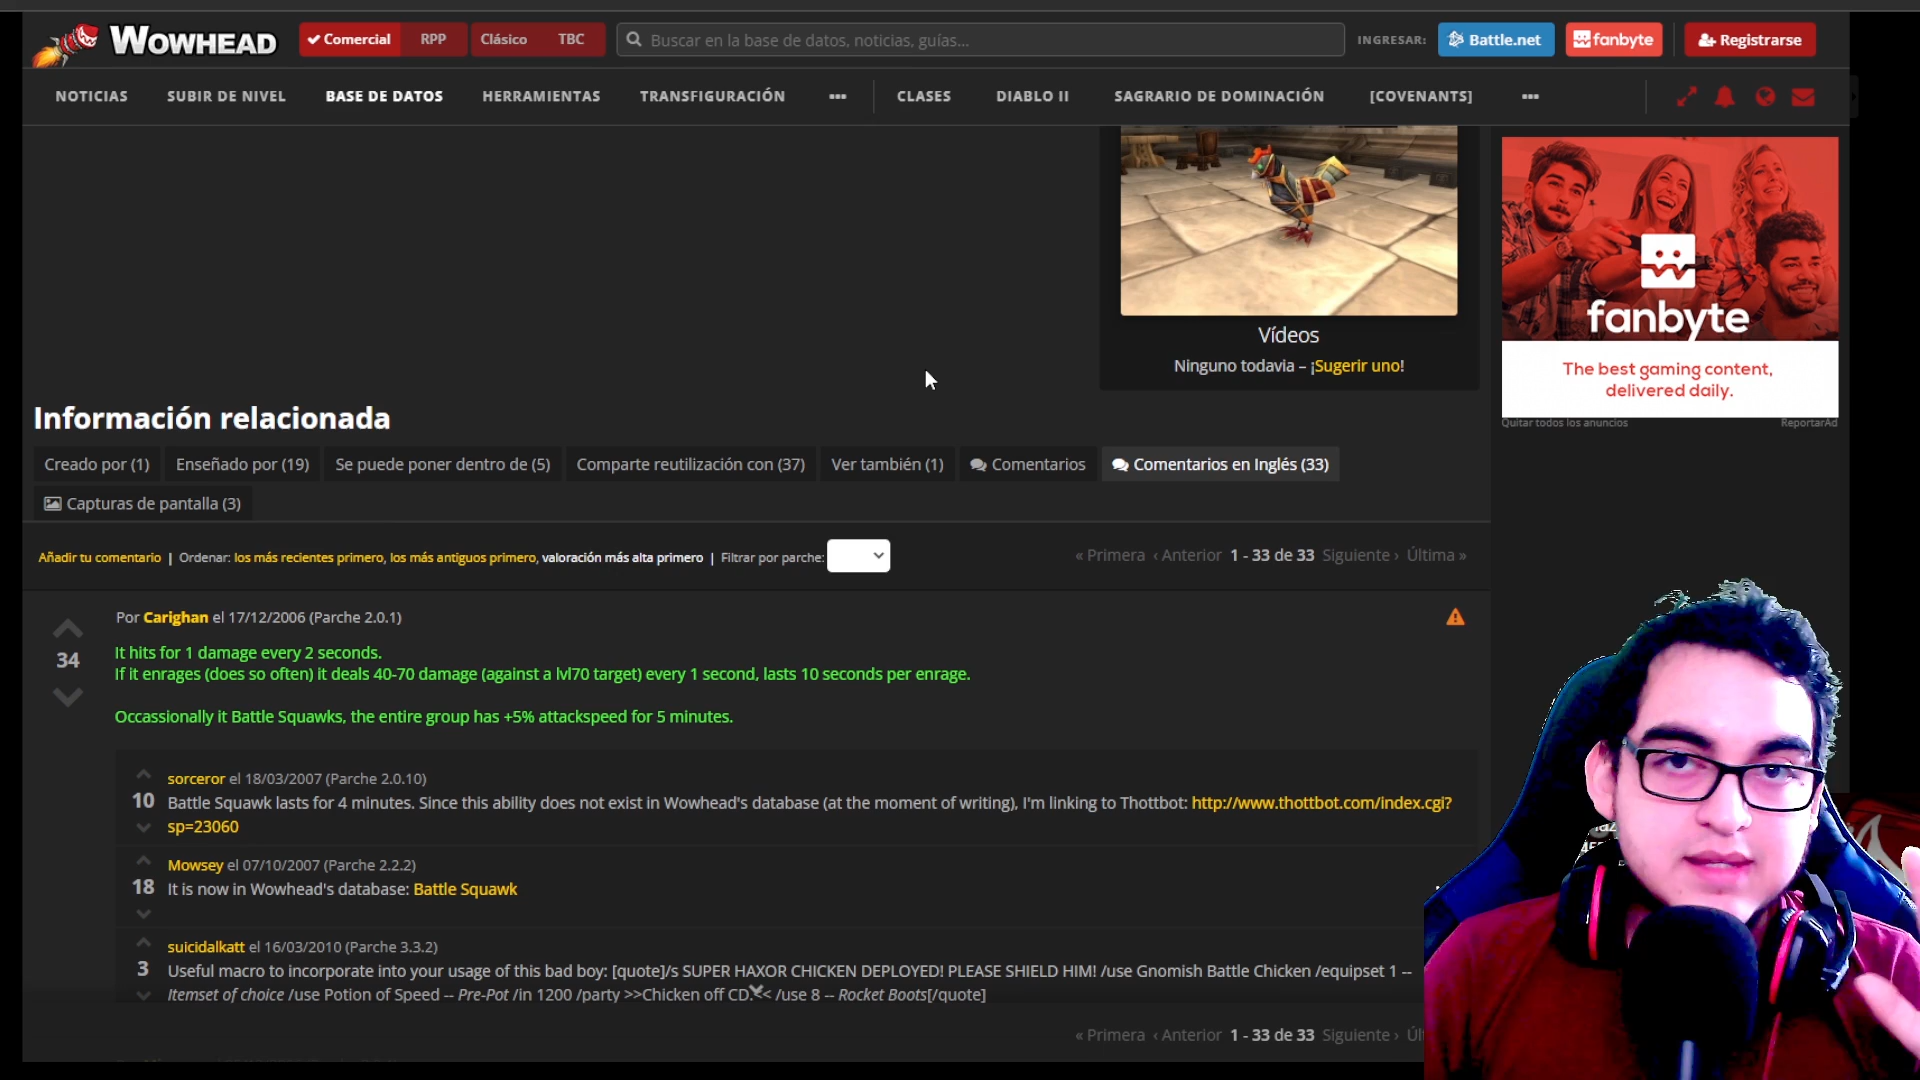 WOWHEAD
Comercial RPP Clásico TBC
Buscar en la base de datos, noticias, guías...
INGRESAR: Battle.net fanbyte Registrarse
NOTICIAS SUBIR DE NIVEL BASE DE DATOS HERRAMIENTAS TRANSFIGURACIÓN ••• CLASES DIABLO II SAGRARIO DE DOMINACIÓN [COVENANTS] •••
Vídeos
Ninguno todavia – ¡Sugerir uno!
fanbyte
The best gaming content,
delivered daily.
Quitar todos los anuncios ReportarAd
Información relacionada
Creado por (1) Enseñado por (19) Se puede poner dentro de (5) Comparte reutilización con (37) Ver también (1) Comentarios Comentarios en Inglés (33)
Capturas de pantalla (3)
Añadir tu comentario | Ordenar: los más recientes primero, los más antiguos primero, valoración más alta primero | Filtrar por parche:
« Primera ‹ Anterior 1 - 33 de 33 Siguiente › Última »
Por Carighan el 17/12/2006 (Parche 2.0.1)
34
It hits for 1 damage every 2 seconds.
If it enrages (does so often) it deals 40-70 damage (against a lvl70 target) every 1 second, lasts 10 seconds per enrage.
Occassionally it Battle Squawks, the entire group has +5% attackspeed for 5 minutes.
sorceror el 18/03/2007 (Parche 2.0.10)
10 Battle Squawk lasts for 4 minutes. Since this ability does not exist in Wowhead's database (at the moment of writing), I'm linking to Thottbot: http://www.thottbot.com/index.cgi?
sp=23060
Mowsey el 07/10/2007 (Parche 2.2.2)
18 It is now in Wowhead's database: Battle Squawk
suicidalkatt el 16/03/2010 (Parche 3.3.2)
3 Useful macro to incorporate into your usage of this bad boy: [quote]/s SUPER HAXOR CHICKEN DEPLOYED! PLEASE SHIELD HIM! /use Gnomish Battle Chicken /equipset 1 --
Itemset of choice /use Potion of Speed -- Pre-Pot /in 1200 /party >>Chicken off CD.<< /use 8 -- Rocket Boots[/quote]
« Primera ‹ Anterior 1 - 33 de 33 Siguiente ›